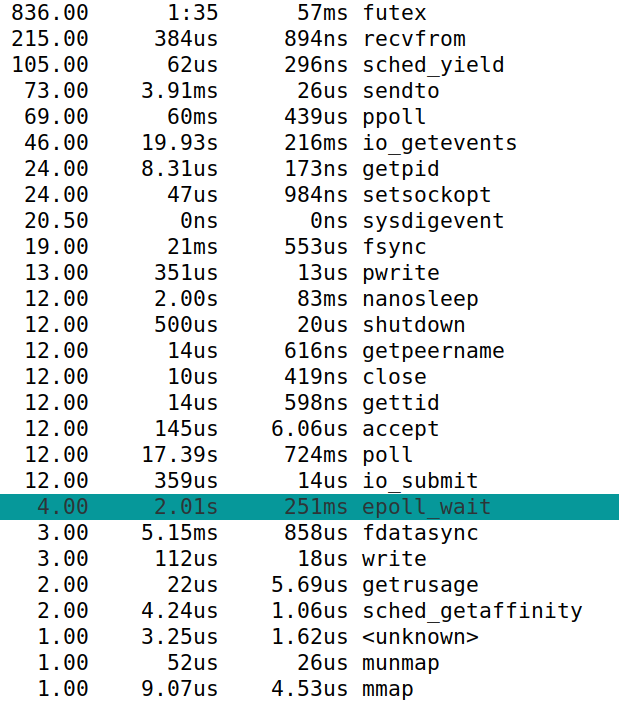 836.00 1:35 57ms futex
215.00 384us 894ns recvfrom
105.00 62us 296ns sched_yield
73.00 3.91ms 26us sendto
69.00 60ms 439us ppoll
46.00 19.93s 216ms io_getevents
24.00 8.31us 173ns getpid
24.00 47us 984ns setsockopt
20.50 0ns 0ns sysdigevent
19.00 21ms 553us fsync
13.00 351us 13us pwrite
12.00 2.00s 83ms nanosleep
12.00 500us 20us shutdown
12.00 14us 616ns getpeername
12.00 10us 419ns close
12.00 14us 598ns gettid
12.00 145us 6.06us accept
12.00 17.39s 724ms poll
12.00 359us 14us io_submit
4.00 2.01s 251ms epoll_wait
3.00 5.15ms 858us fdatasync
3.00 112us 18us write
2.00 22us 5.69us getrusage
2.00 4.24us 1.06us sched_getaffinity
1.00 3.25us 1.62us <unknown>
1.00 52us 26us munmap
1.00 9.07us 4.53us mmap